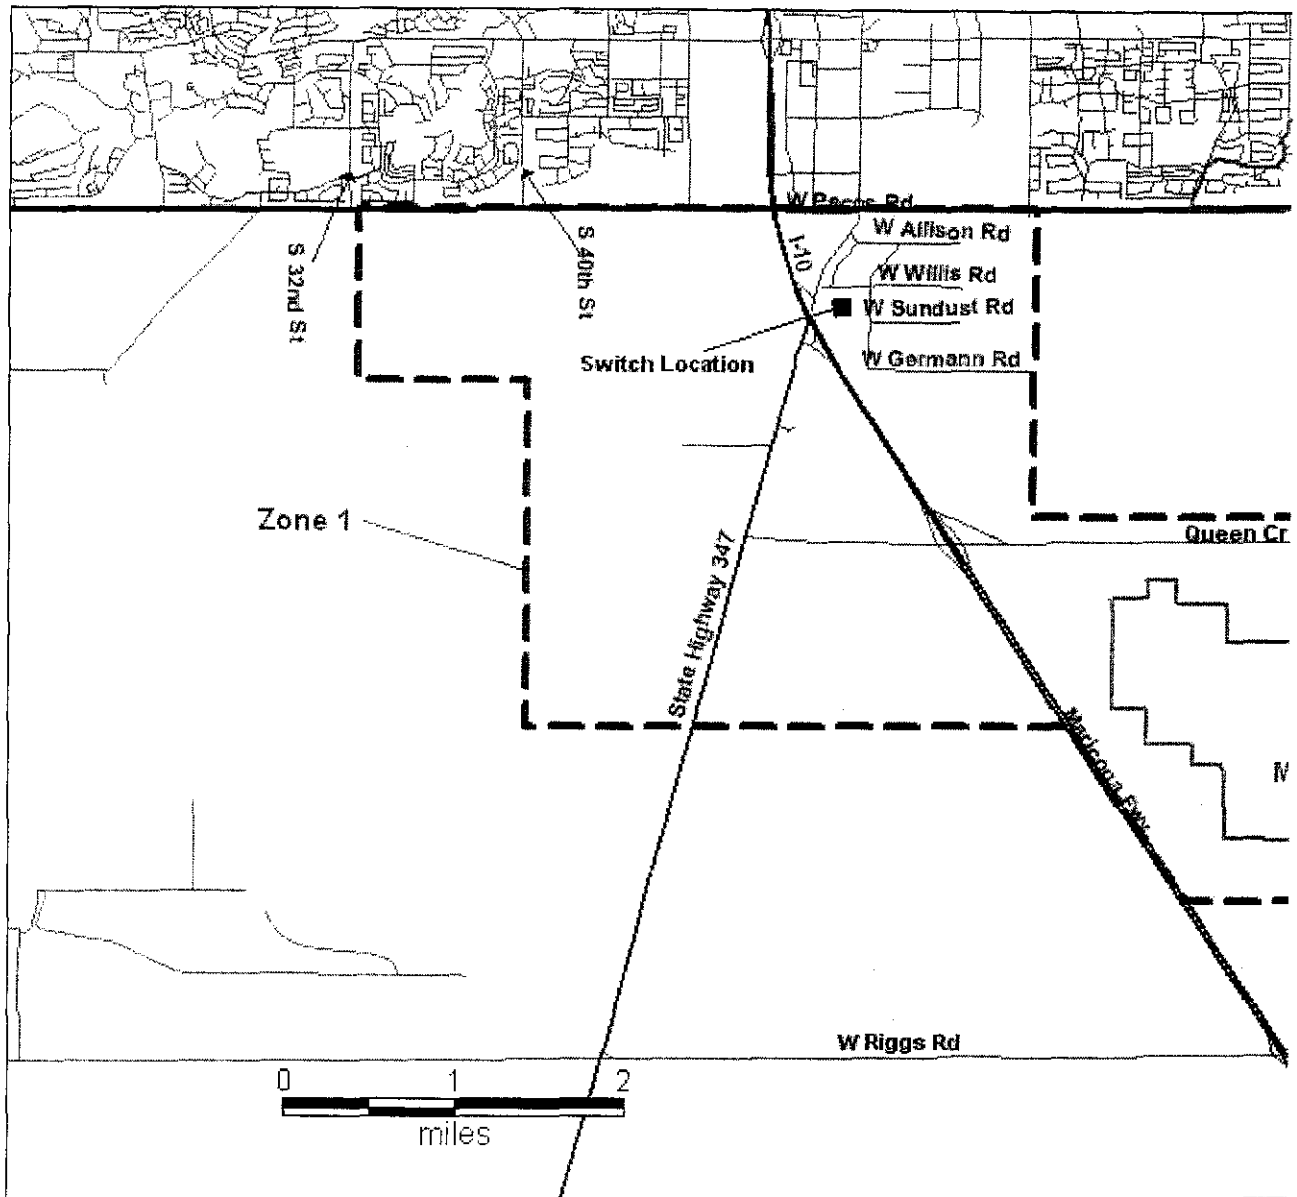 W Pecos Rd
W Allison Rd
I-10
S 32nd St
S 40th St
W Willis Rd
W Sundust Rd
Switch Location
W Germann Rd
Zone 1
Queen Cr
State Highway 347
Maricopa Fwy
M
W Riggs Rd
0 1 2
miles